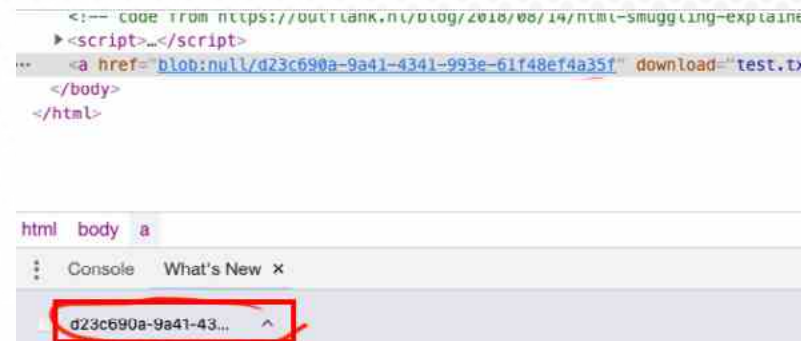 <!-- code from https://outflank.nl/blog/2018/08/14/html-smuggling-explaine
<script>…</script>
<a href="blob:null/d23c690a-9a41-4341-993e-61f48ef4a35f" download="test.tx
</body>
</html>
html body a
Console What's New ×
d23c690a-9a41-43...